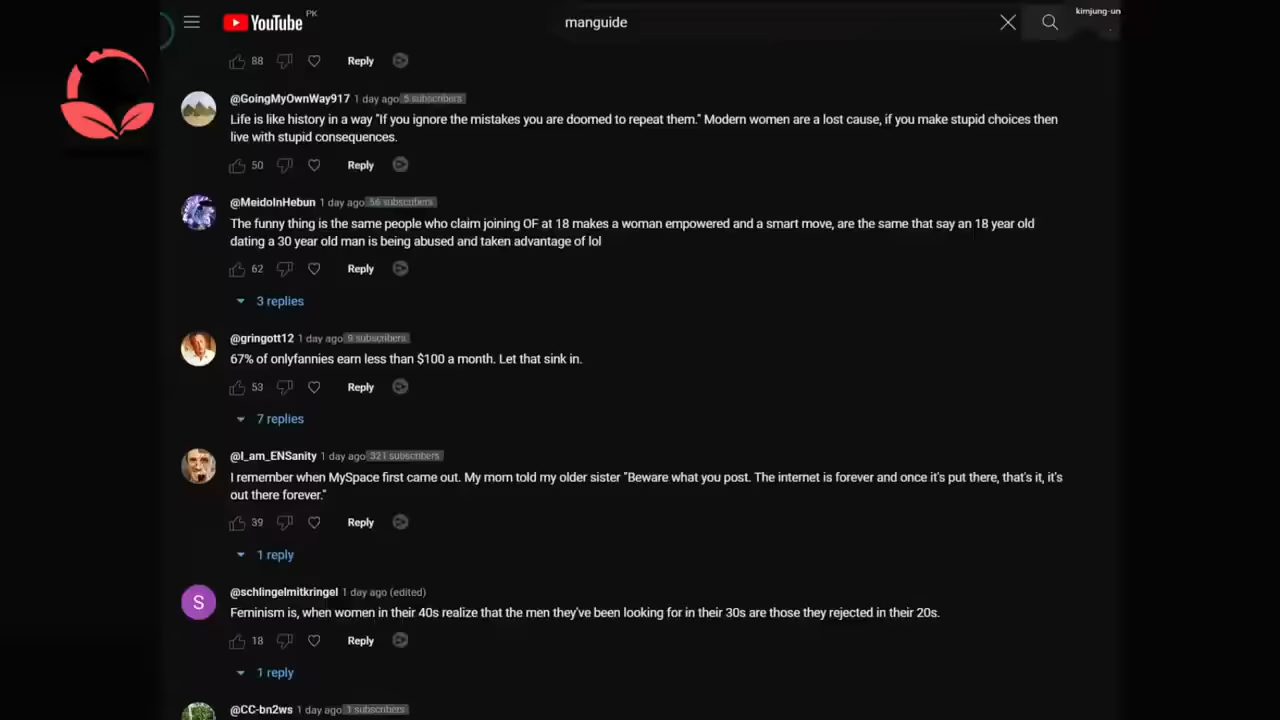 YouTube PK
manguide
kimjung-un
88 Reply
@GoingMyOwnWay917 1 day ago 5 subscribers
Life is like history in a way "If you ignore the mistakes you are doomed to repeat them." Modern women are a lost cause, if you make stupid choices then
live with stupid consequences.
50 Reply
@MeidoInHebun 1 day ago 56 subscribers
The funny thing is the same people who claim joining OF at 18 makes a woman empowered and a smart move, are the same that say an 18 year old
dating a 30 year old man is being abused and taken advantage of lol
62 Reply
3 replies
@gringott12 1 day ago 9 subscribers
67% of onlyfannies earn less than $100 a month. Let that sink in.
53 Reply
7 replies
@I_am_ENSanity 1 day ago 321 subscribers
I remember when MySpace first came out. My mom told my older sister "Beware what you post. The internet is forever and once it's put there, that's it, it's
out there forever."
39 Reply
1 reply
S
@schlingelmitkringel 1 day ago (edited)
Feminism is, when women in their 40s realize that the men they've been looking for in their 30s are those they rejected in their 20s.
18 Reply
1 reply
@CC-bn2ws 1 day ago 1 subscribers